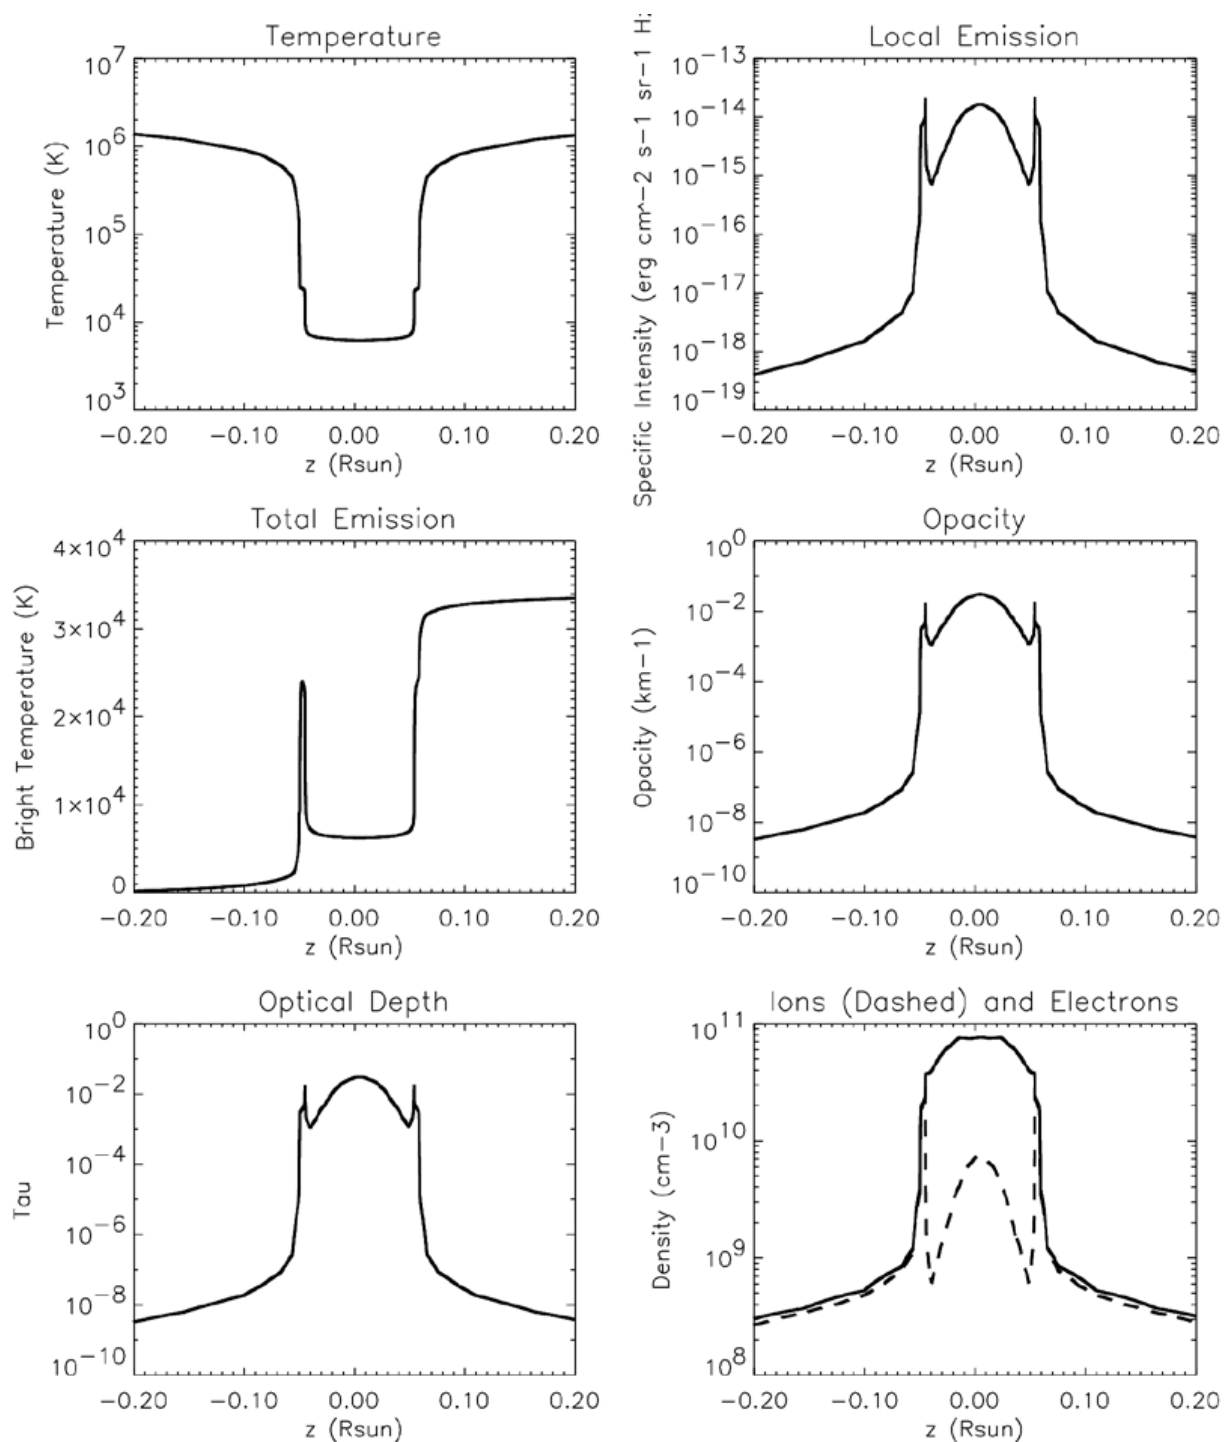 Temperature
10^7
10^6
10^5
10^4
10^3
Temperature (K)
-0.20 -0.10 0.00 0.10 0.20
z (Rsun)
Local Emission
10^-13
10^-14
10^-15
10^-16
10^-17
10^-18
10^-19
Specific Intensity (erg cm^-2 s-1 sr-1 H
-0.20 -0.10 0.00 0.10 0.20
z (Rsun)
Total Emission
4×10^4
3×10^4
2×10^4
1×10^4
0
Bright Temperature (K)
-0.20 -0.10 0.00 0.10 0.20
z (Rsun)
Opacity
10^0
10^-2
10^-4
10^-6
10^-8
10^-10
Opacity (km-1)
-0.20 -0.10 0.00 0.10 0.20
z (Rsun)
Optical Depth
10^0
10^-2
10^-4
10^-6
10^-8
10^-10
Tau
-0.20 -0.10 0.00 0.10 0.20
z (Rsun)
Ions (Dashed) and Electrons
10^11
10^10
10^9
10^8
Density (cm-3)
-0.20 -0.10 0.00 0.10 0.20
z (Rsun)